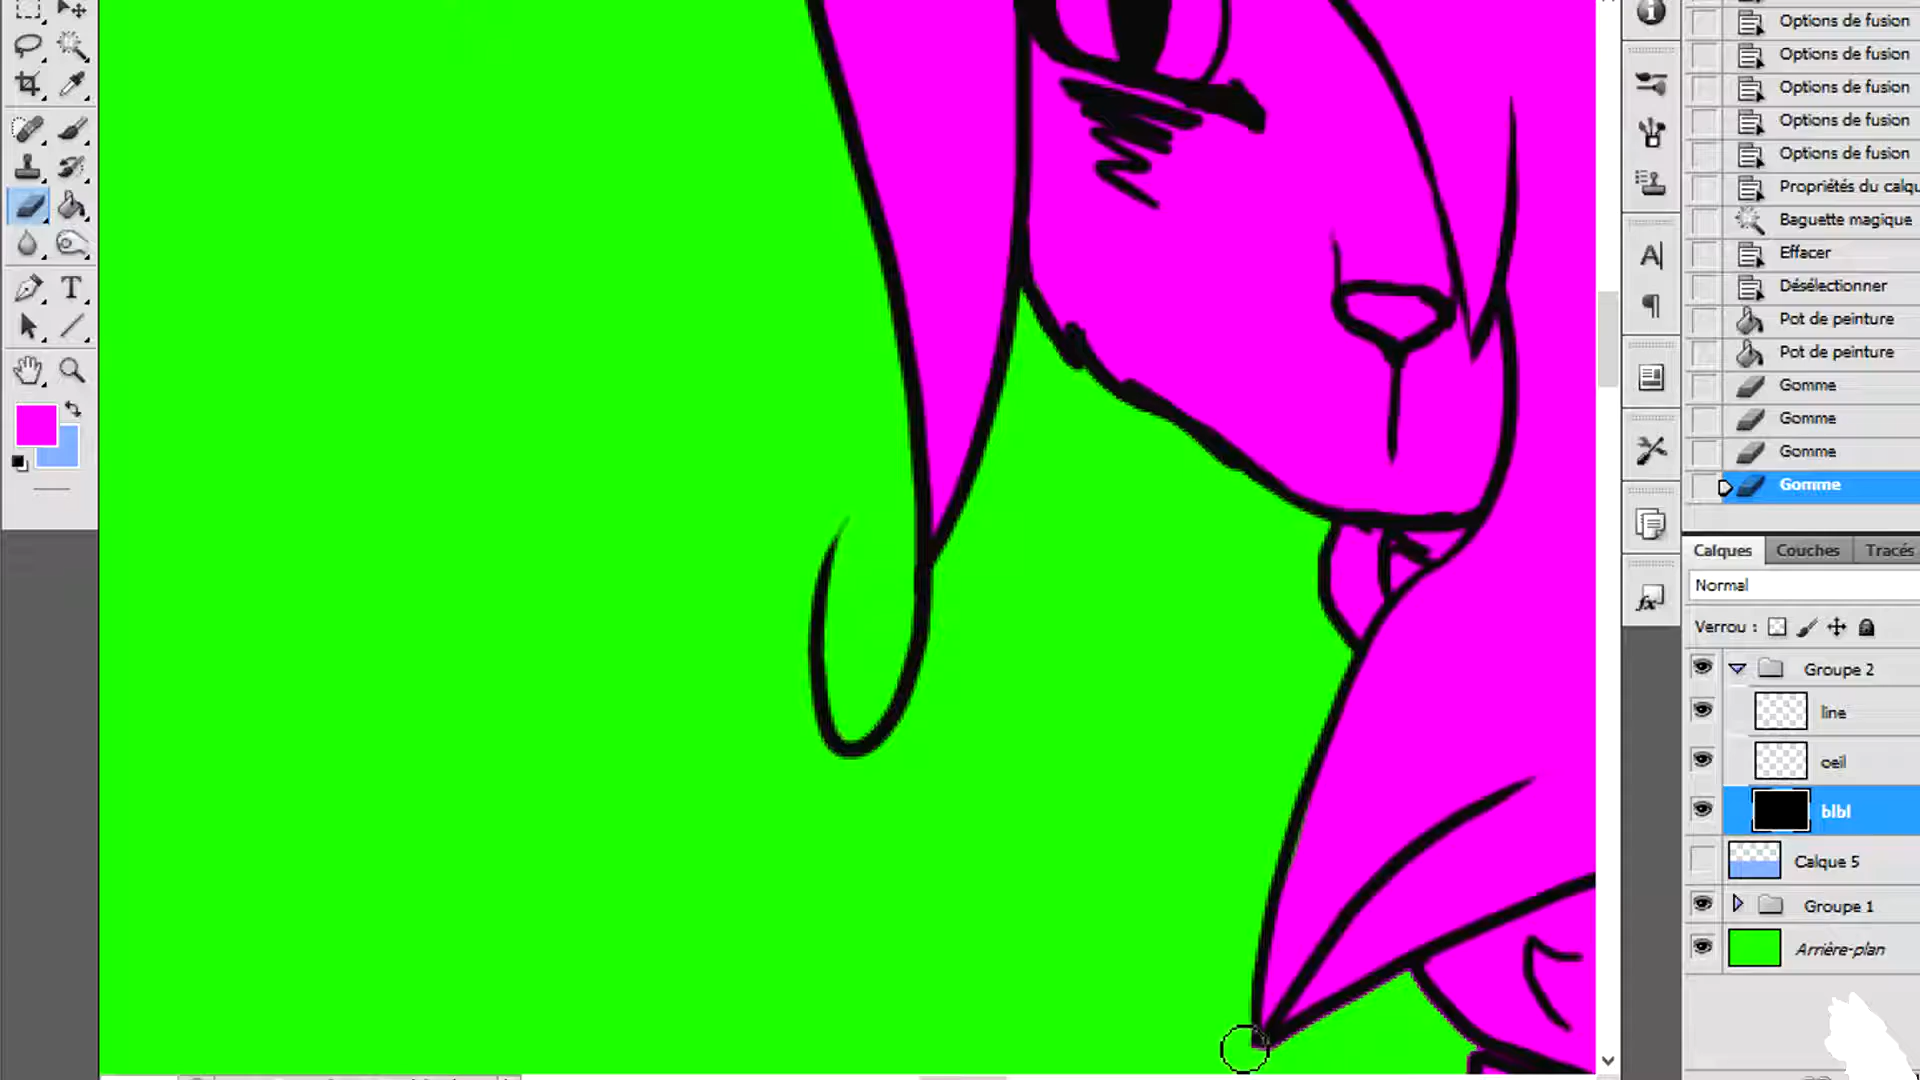 Options de fusion
Options de fusion
Options de fusion
Options de fusion
Options de fusion
Propriétés du calqu
Baguette magique
Effacer
Désélectionner
Pot de peinture
Pot de peinture
Gomme
Gomme
Gomme
Gomme
Calques Couches Tracés
Normal
Verrou :
Groupe 2
line
oeil
blbl
Calque 5
Groupe 1
Arrière-plan